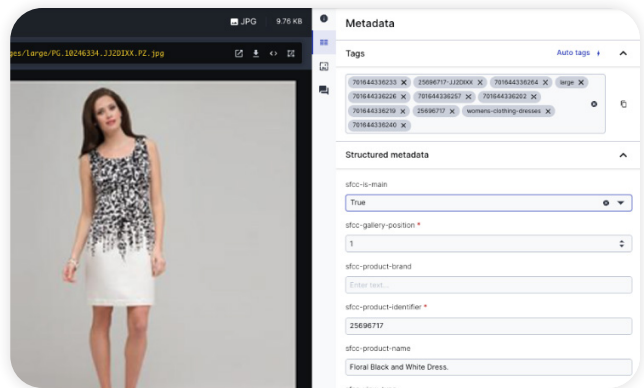 JPG 9.76 KB
ges/large/PG.10246334.JJ2DIXX.PZ.jpg
Metadata
Tags
Auto tags
701644336233 25696717-JJ2DIXX 701644336264 large
701644336226 701644336257 701644336202
701644336219 25696717 womens-clothing-dresses
701644336240
Structured metadata
sfcc-is-main
True
sfcc-gallery-position *
1
sfcc-product-brand
Enter text...
sfcc-product-identifier *
25696717
sfcc-product-name
Floral Black and White Dress.